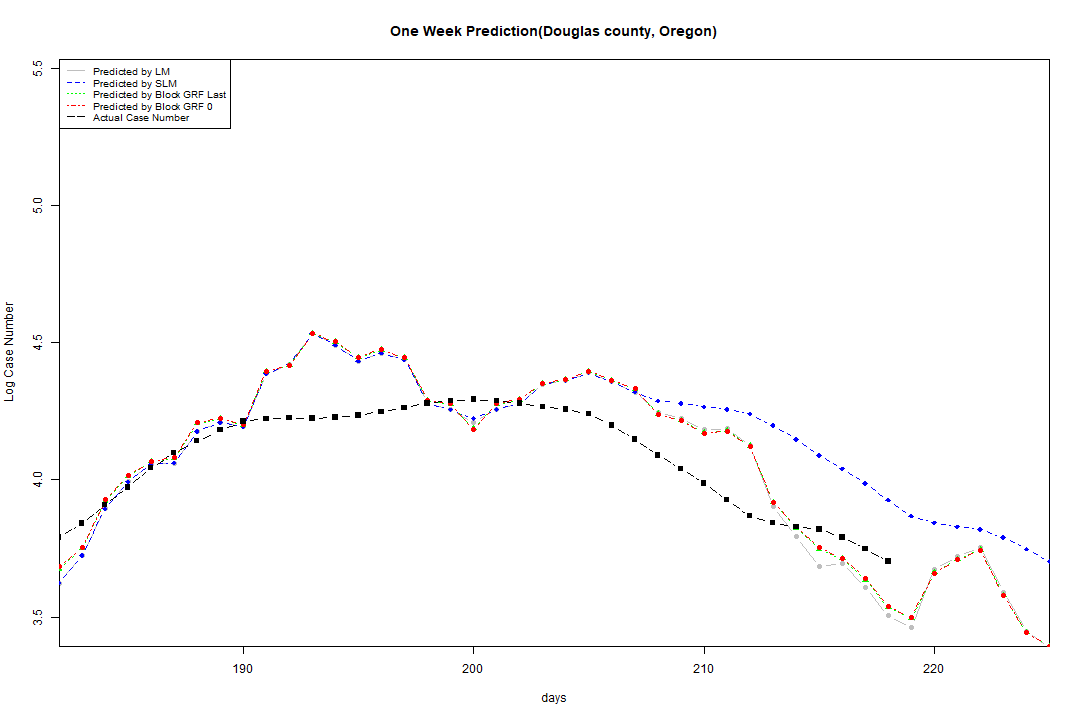 One Week Prediction(Douglas county, Oregon)
Predicted by LM
Predicted by SLM
Predicted by Block GRF Last
Predicted by Block GRF 0
Actual Case Number
5.5
5.0
4.5
4.0
3.5
Log Case Number
190
200
210
220
days